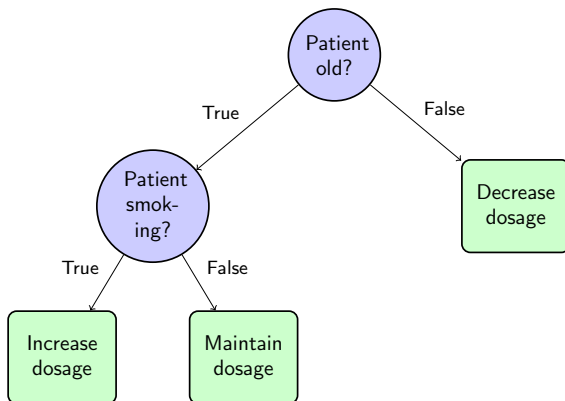 Patient
old?
True
False
Patient
smok-
ing?
Decrease
dosage
True
False
Increase
dosage
Maintain
dosage